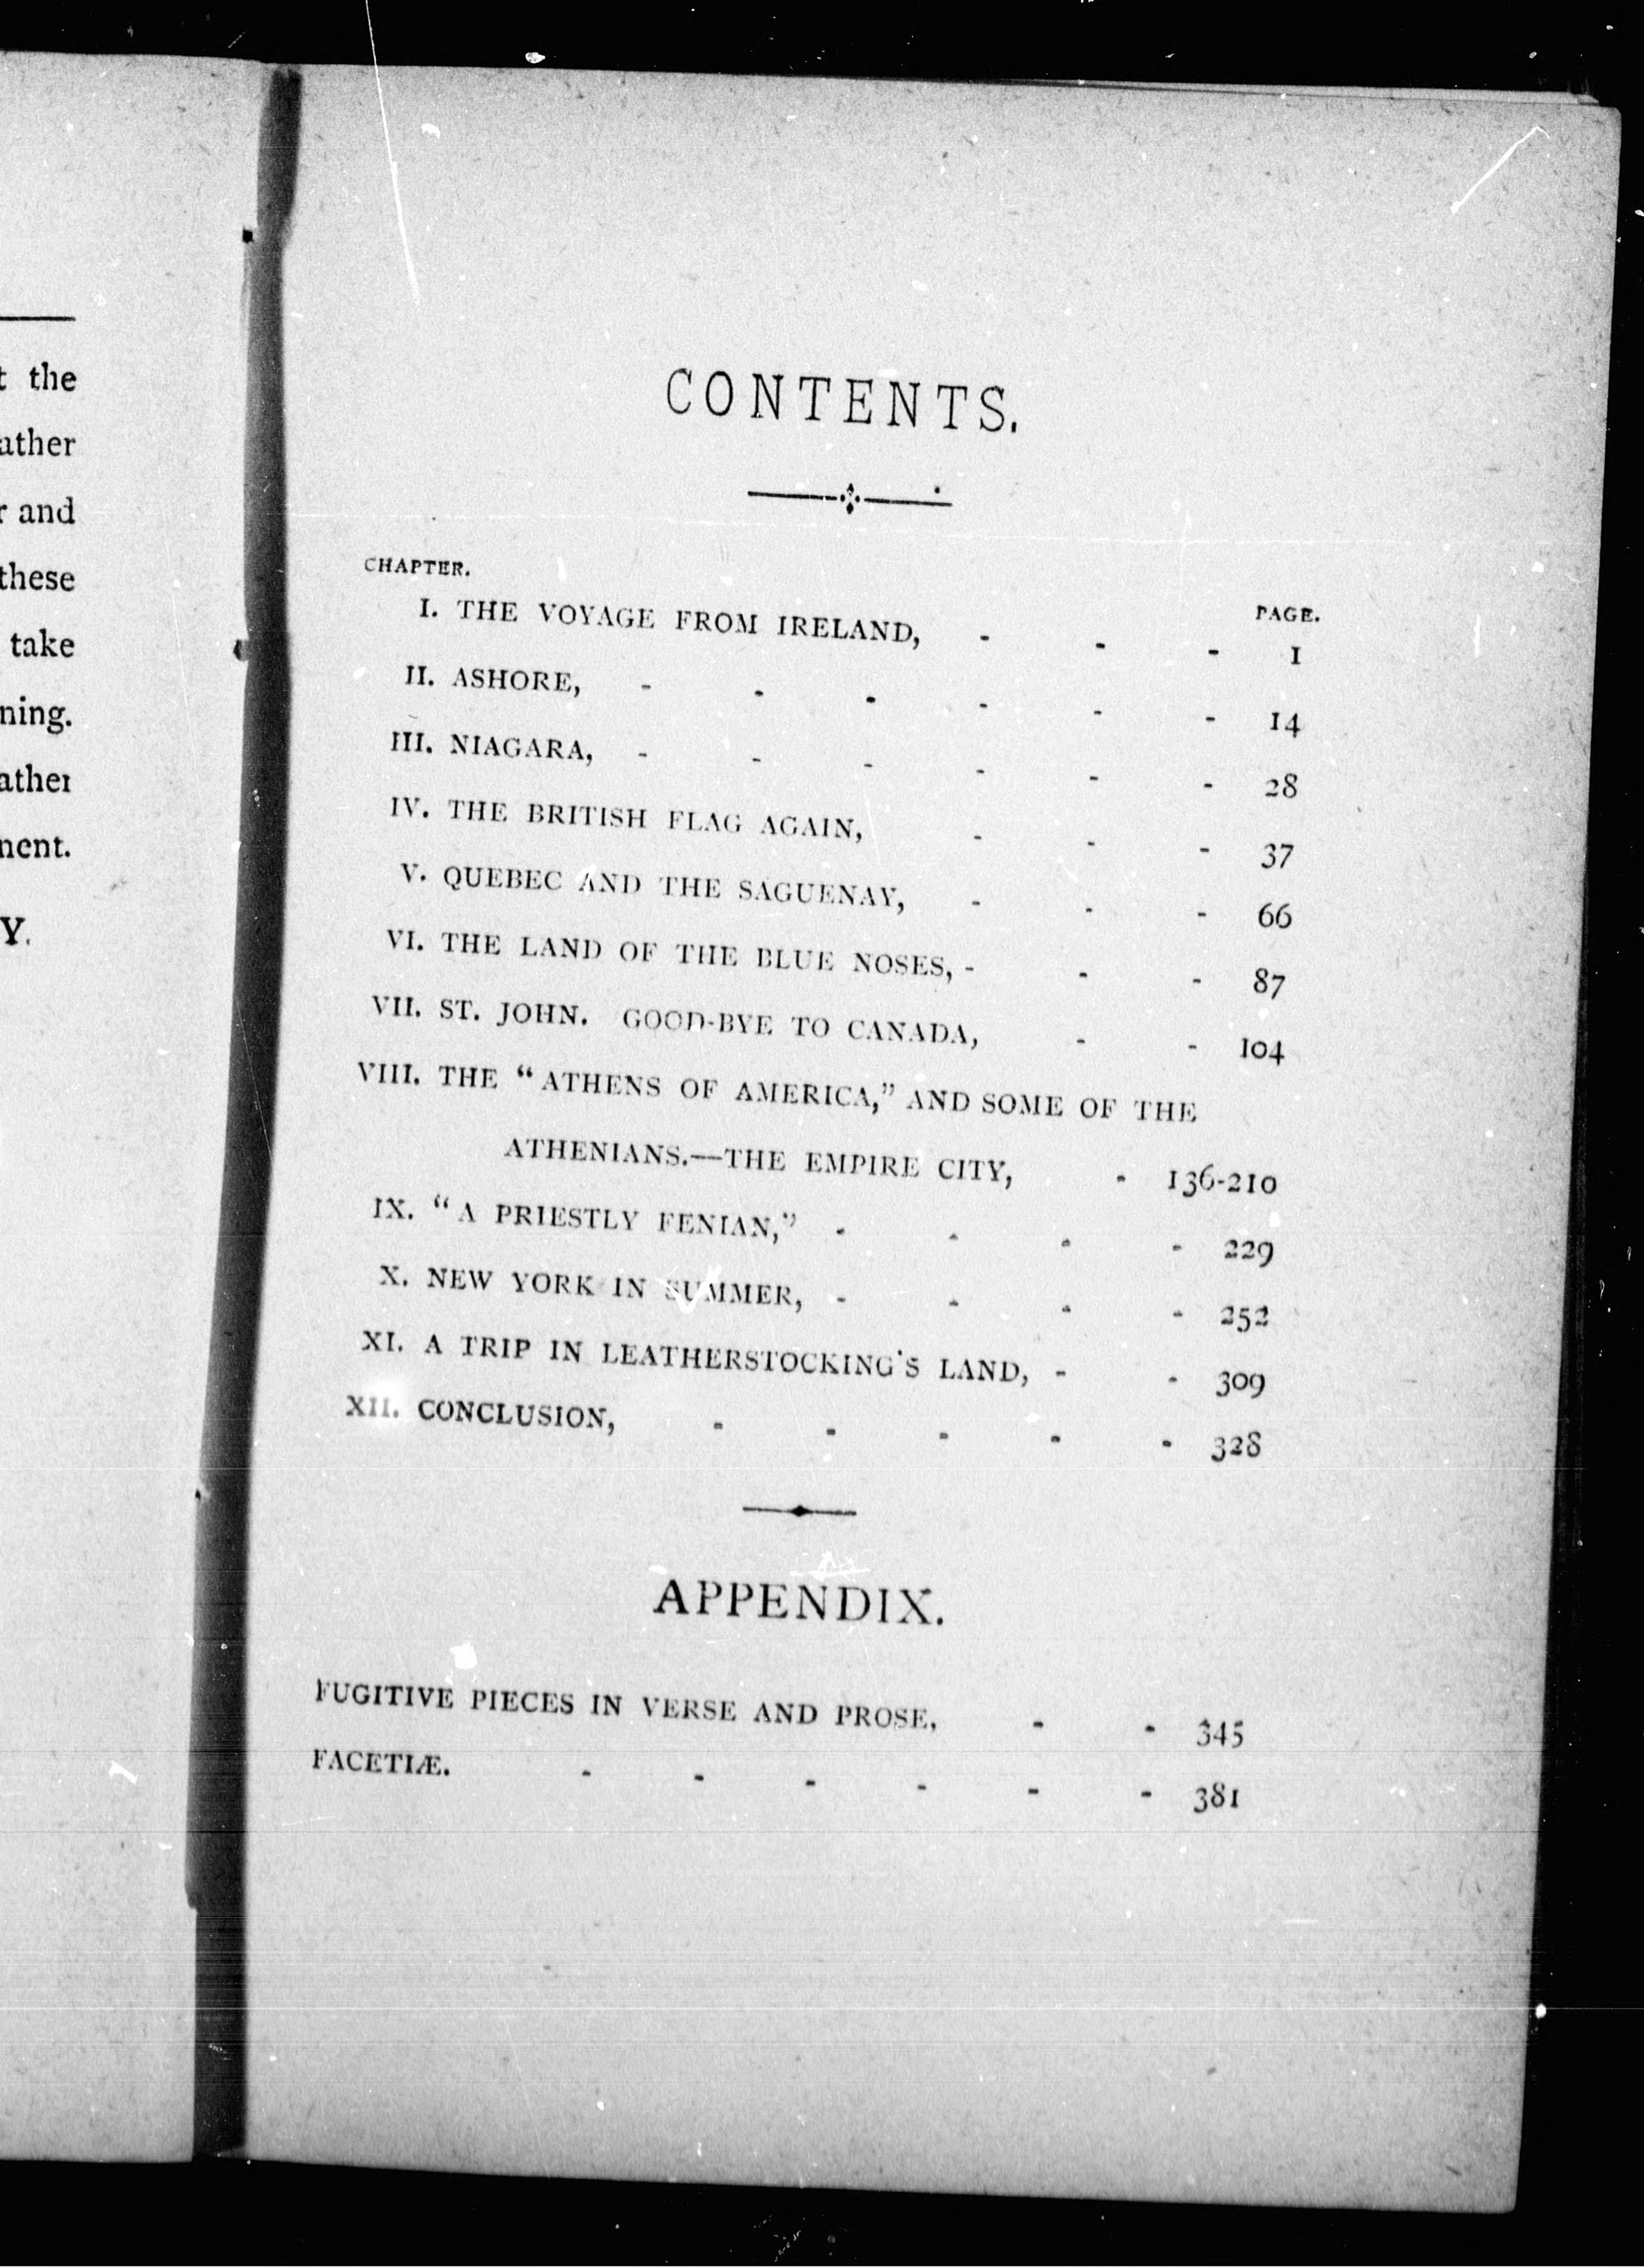 t the
ather
r and
these
take
ning.
ather
nent.
Y.
CONTENTS.
CHAPTER.
PAGE.
I. THE VOYAGE FROM IRELAND, - - - 1
II. ASHORE, - - - - - - 14
III. NIAGARA, - - - - - - 28
IV. THE BRITISH FLAG AGAIN, - - - 37
V. QUEBEC AND THE SAGUENAY, - - - 66
VI. THE LAND OF THE BLUE NOSES, - - - 87
VII. ST. JOHN. GOOD-BYE TO CANADA, - - 104
VIII. THE "ATHENS OF AMERICA," AND SOME OF THE
ATHENIANS.—THE EMPIRE CITY, - 136-210
IX. "A PRIESTLY FENIAN," - - - - 229
X. NEW YORK IN SUMMER, - - - - 252
XI. A TRIP IN LEATHERSTOCKING'S LAND, - - 309
XII. CONCLUSION, - - - - - 328
APPENDIX.
FUGITIVE PIECES IN VERSE AND PROSE, - - 345
FACETIÆ. - - - - - - 381